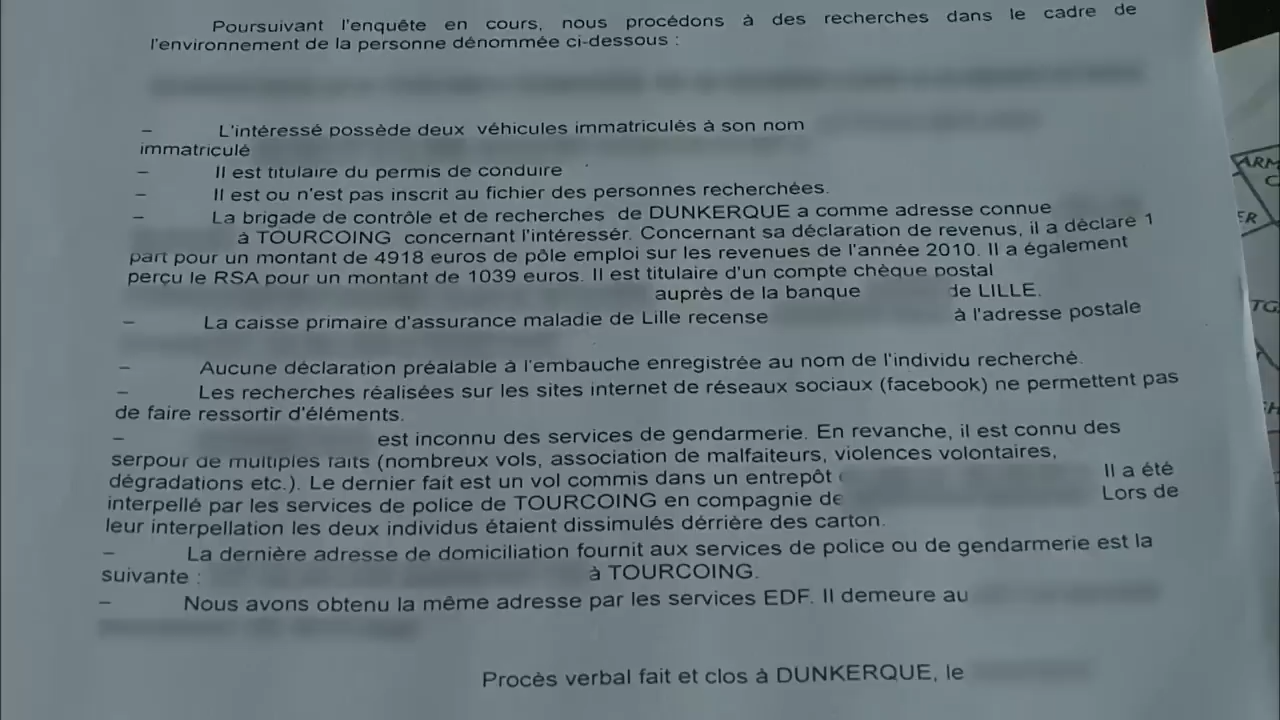 Poursuivant l'enquête en cours, nous procédons à des recherches dans le cadre de
l'environnement de la personne dénommée ci-dessous :
– L'intéressé possède deux véhicules immatriculés à son nom
immatriculé
– Il est titulaire du permis de conduire
– Il est ou n'est pas inscrit au fichier des personnes recherchées.
– La brigade de contrôle et de recherches de DUNKERQUE a comme adresse connue
à TOURCOING concernant l'intéressér. Concernant sa déclaration de revenus, il a déclare 1
part pour un montant de 4918 euros de pôle emploi sur les revenues de l'année 2010. Il a également
perçu le RSA pour un montant de 1039 euros. Il est titulaire d'un compte chèque postal
auprès de la banque de LILLE.
– La caisse primaire d'assurance maladie de Lille recense à l'adresse postale
– Aucune déclaration préalable à l'embauche enregistrée au nom de l'individu recherché.
– Les recherches réalisées sur les sites internet de réseaux sociaux (facebook) ne permettent pas
de faire ressortir d'éléments.
– est inconnu des services de gendarmerie. En revanche, il est connu des
serpour de multiples faits (nombreux vols, association de malfaiteurs, violences volontaires,
dégradations etc.). Le dernier fait est un vol commis dans un entrepôt Il a été
interpellé par les services de police de TOURCOING en compagnie de Lors de
leur interpellation les deux individus étaient dissimulés dérrière des carton.
– La dernière adresse de domiciliation fournit aux services de police ou de gendarmerie est la
suivante : à TOURCOING.
– Nous avons obtenu la même adresse par les services EDF. Il demeure au
Procès verbal fait et clos à DUNKERQUE, le
ARM
ER